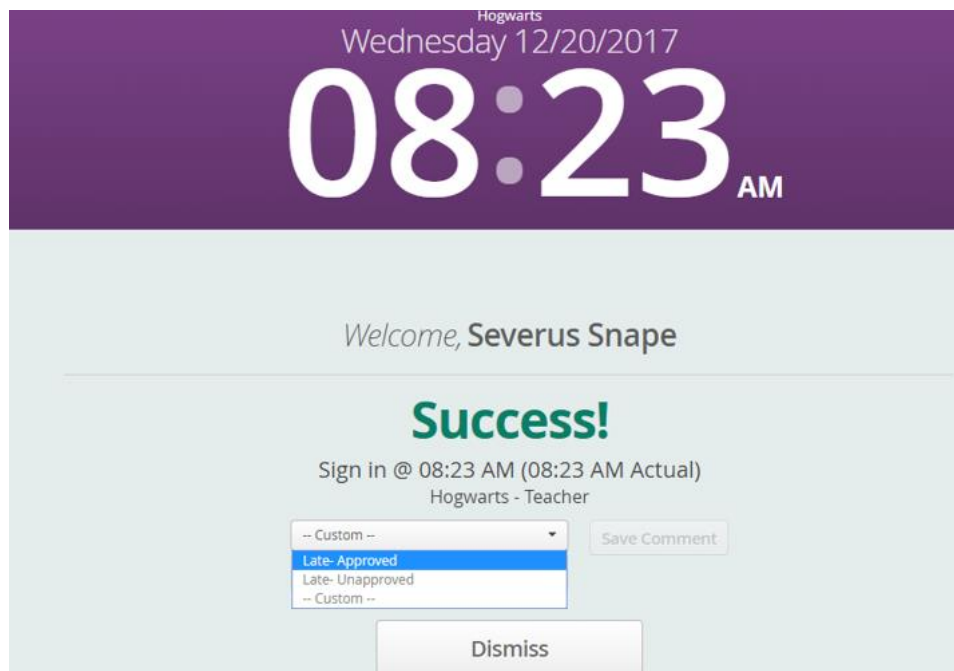 Hogwarts
Wednesday 12/20/2017
08:23 AM
Welcome, Severus Snape
Success!
Sign in @ 08:23 AM (08:23 AM Actual)
Hogwarts - Teacher
-- Custom -- Save Comment
Late- Approved
Late- Unapproved
-- Custom --
Dismiss